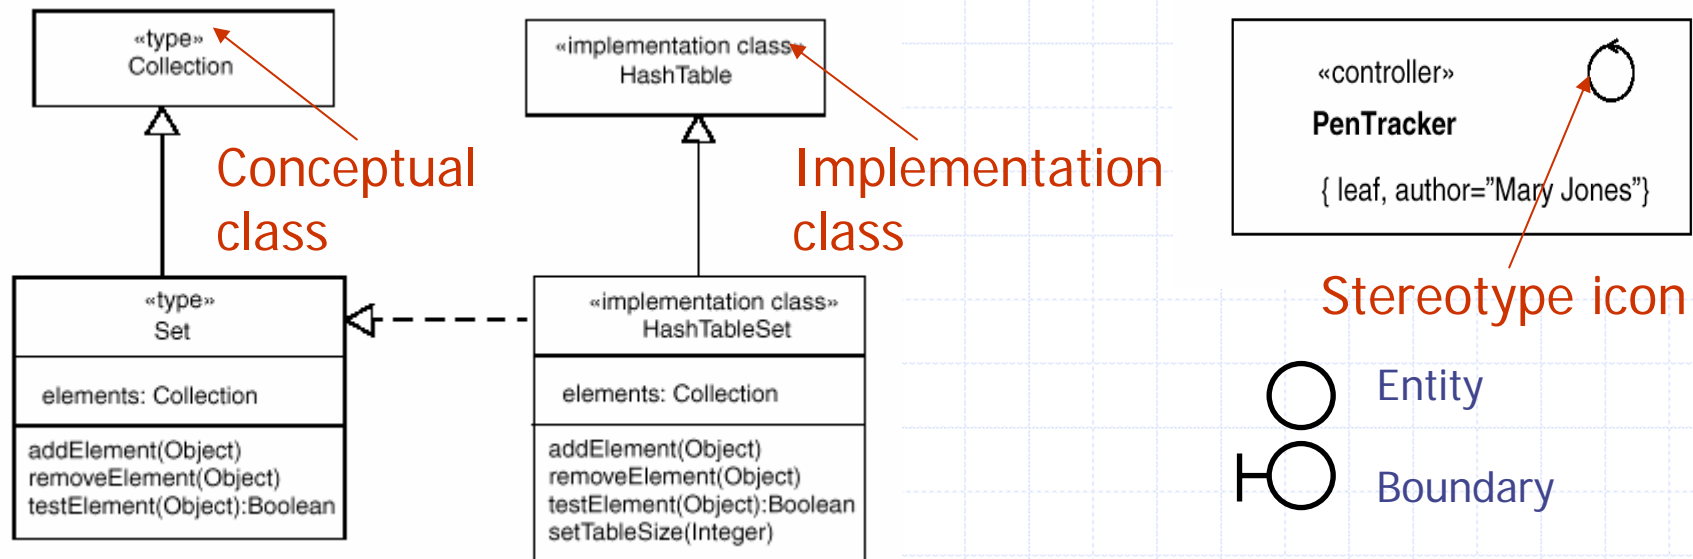 «type»
Collection
«implementation class»
HashTable
Conceptual
class
Implementation
class
«type»
Set
elements: Collection
addElement(Object)
removeElement(Object)
testElement(Object):Boolean
«implementation class»
HashTableSet
elements: Collection
addElement(Object)
removeElement(Object)
testElement(Object):Boolean
setTableSize(Integer)
«controller»
PenTracker
{ leaf, author=”Mary Jones”}
Stereotype icon
Entity
Boundary